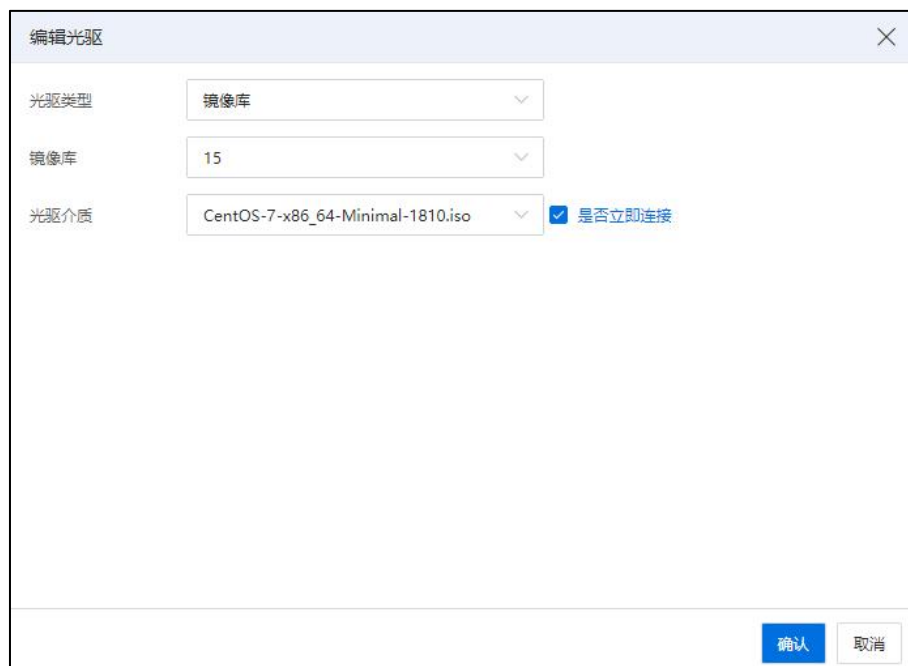 编辑光驱
光驱类型 镜像库
镜像库 15
光驱介质 CentOS-7-x86_64-Minimal-1810.iso 是否立即连接
确认 取消